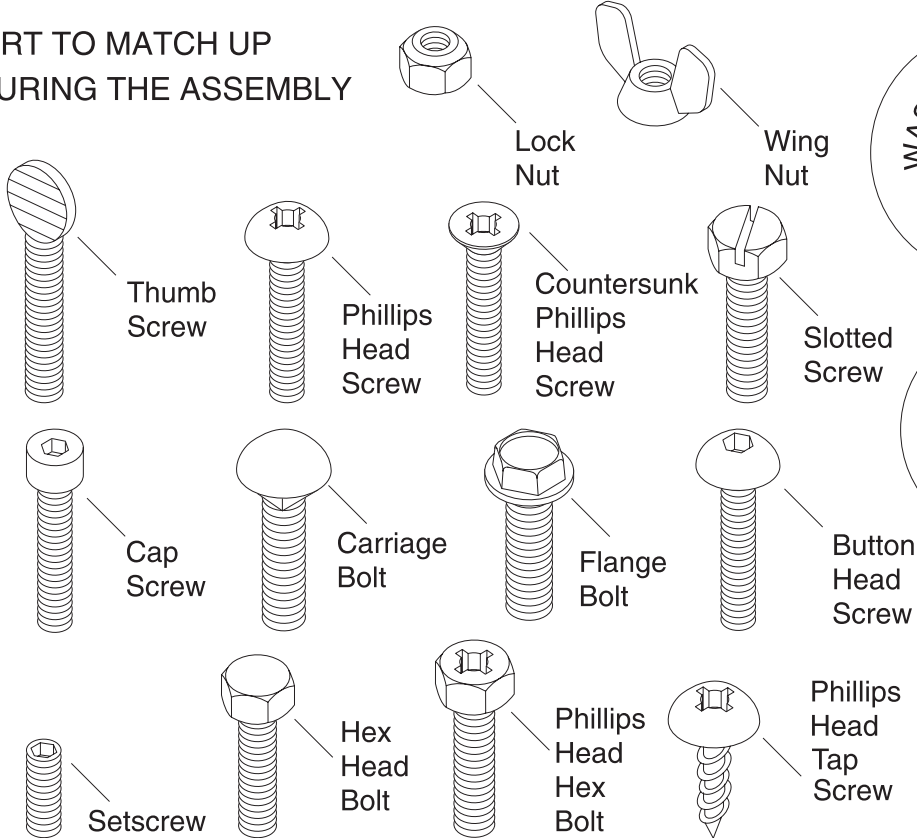 RT TO MATCH UP
URING THE ASSEMBLY
Lock
Nut
Wing
Nut
Thumb
Screw
Phillips
Head
Screw
Countersunk
Phillips
Head
Screw
Slotted
Screw
Cap
Screw
Carriage
Bolt
Flange
Bolt
Button
Head
Screw
Setscrew
Hex
Head
Bolt
Phillips
Head
Hex
Bolt
Phillips
Head
Tap
Screw